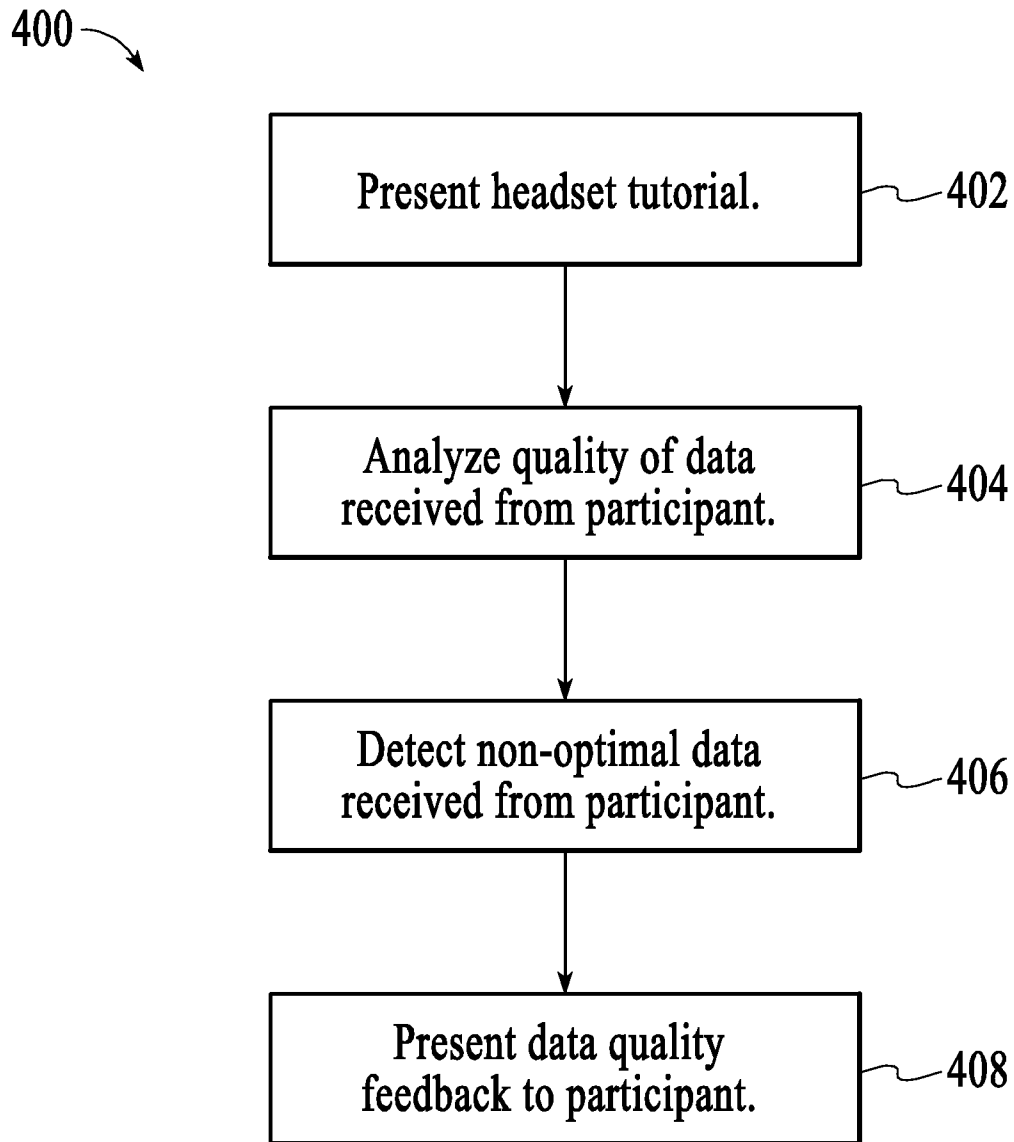 400
Present headset tutorial.
402
Analyze quality of data
received from participant.
404
Detect non-optimal data
received from participant.
406
Present data quality
feedback to participant.
408